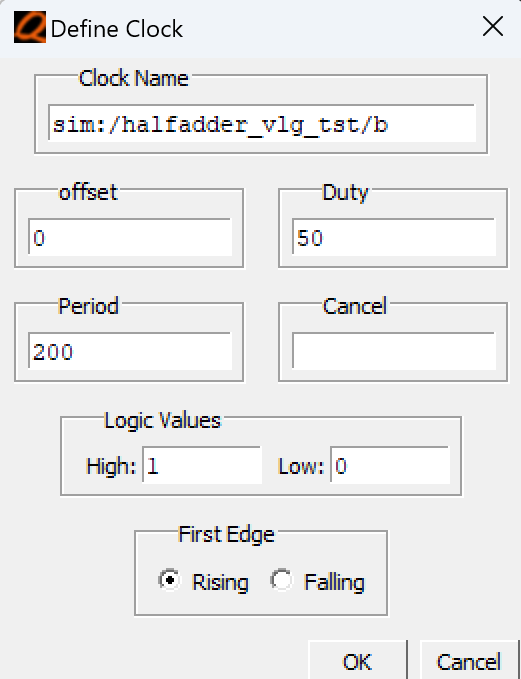 Define Clock
Clock Name
sim:/halfadder_vlg_tst/b
offset
Duty
0
50
Period
Cancel
200
Logic Values
High: 1 Low: 0
First Edge
Rising Falling
OK Cancel